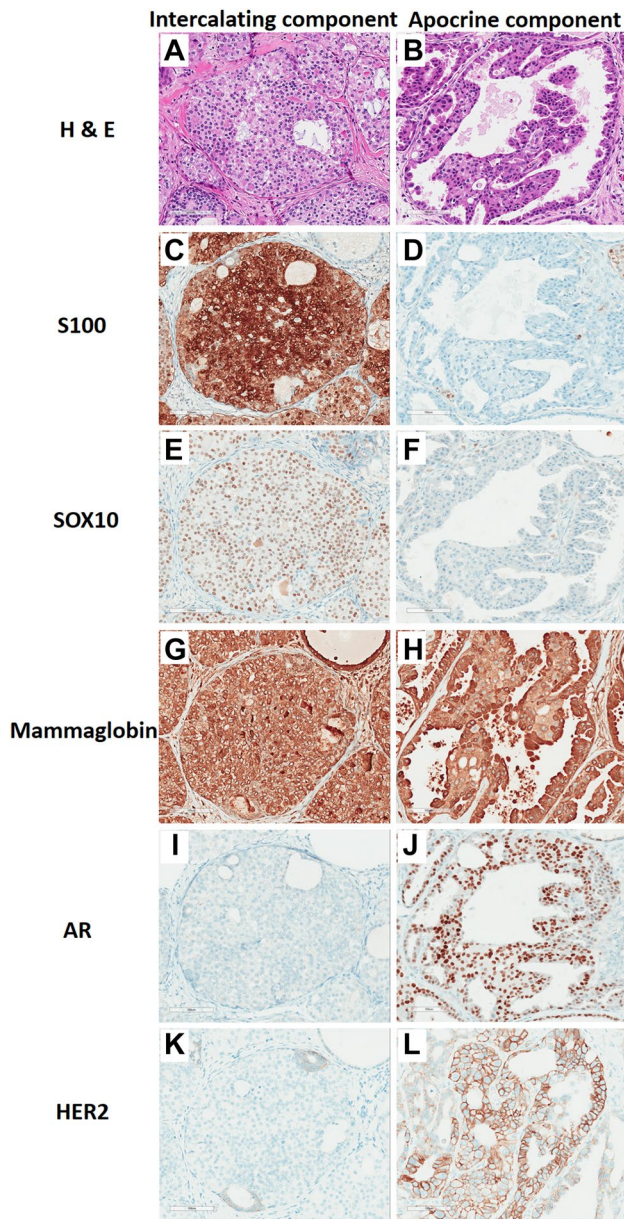 Intercalating component Apocrine component
H & E
A
B
S100
C
D
SOX10
E
F
Mammaglobin
G
H
AR
I
J
HER2
K
L